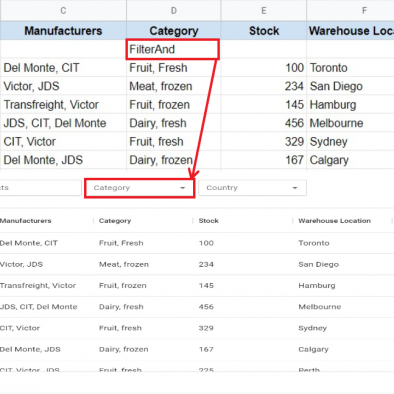 C D E F
Manufacturers Category Stock Warehouse Loc
FilterAnd
Del Monte, CIT Fruit, Fresh 100 Toronto
Victor, JDS Meat, frozen 234 San Diego
Transfreight, Victor Fruit, frozen 145 Hamburg
JDS, CIT, Del Monte Dairy, fresh 456 Melbourne
CIT, Victor Fruit, fresh 329 Sydney
Del Monte, JDS Dairy, frozen 167 Calgary
cts Category Country
Manufacturers Category Stock Warehouse Location
Del Monte, CIT Fruit, Fresh 100 Toronto
Victor, JDS Meat, frozen 234 San Diego
Transfreight, Victor Fruit, frozen 145 Hamburg
JDS, CIT, Del Monte Dairy, fresh 456 Melbourne
CIT, Victor Fruit, fresh 329 Sydney
Del Monte, JDS Dairy, frozen 167 Calgary
CIT, Victor, JDS Fruit, fresh 225 Perth